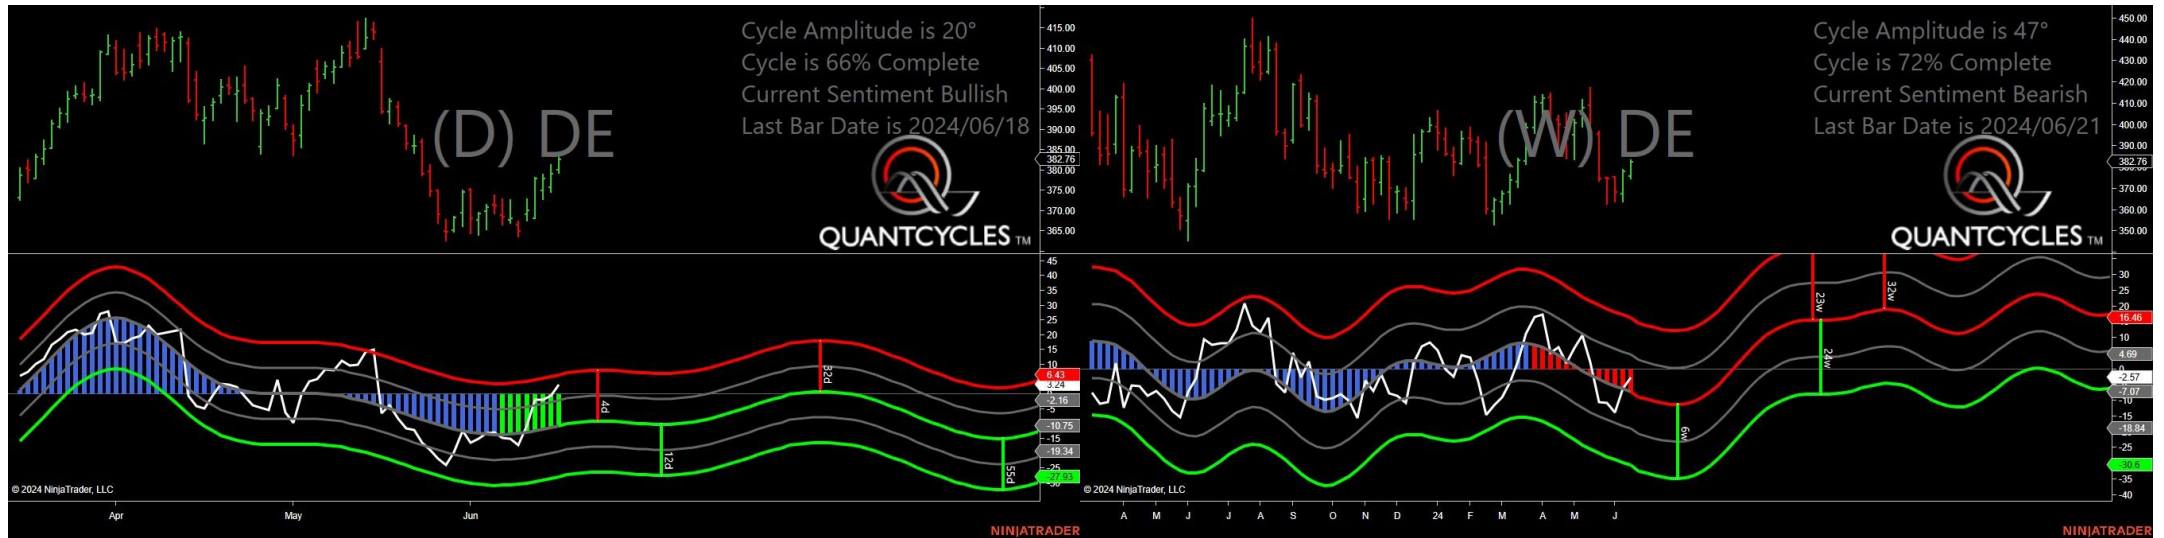 Cycle Amplitude is 20°
Cycle is 66% Complete
Current Sentiment Bullish
Last Bar Date is 2024/06/18
(D) DE
QUANTCYCLES TM
415.00
410.00
405.00
400.00
395.00
390.00
385.00
382.76
380.00
375.00
370.00
365.00
45
40
35
30
25
20
15
10
6.43
3.24
-2.16
-5
-10.75
-15
-19.34
-25
-27.93
4d
12d
32d
55d
© 2024 NinjaTrader, LLC
Apr
May
Jun
NINJATRADER
Cycle Amplitude is 47°
Cycle is 72% Complete
Current Sentiment Bearish
Last Bar Date is 2024/06/21
(W) DE
QUANTCYCLES TM
450.00
440.00
430.00
420.00
410.00
400.00
390.00
382.76
370.00
360.00
350.00
30
25
20
16.46
10
4.69
-2.57
-7.07
-10
-15
-18.84
-25
-30.6
-35
-40
6w
23w
24w
32w
© 2024 NinjaTrader, LLC
A M J J A S O N D 24 F M A M J
NINJATRADER